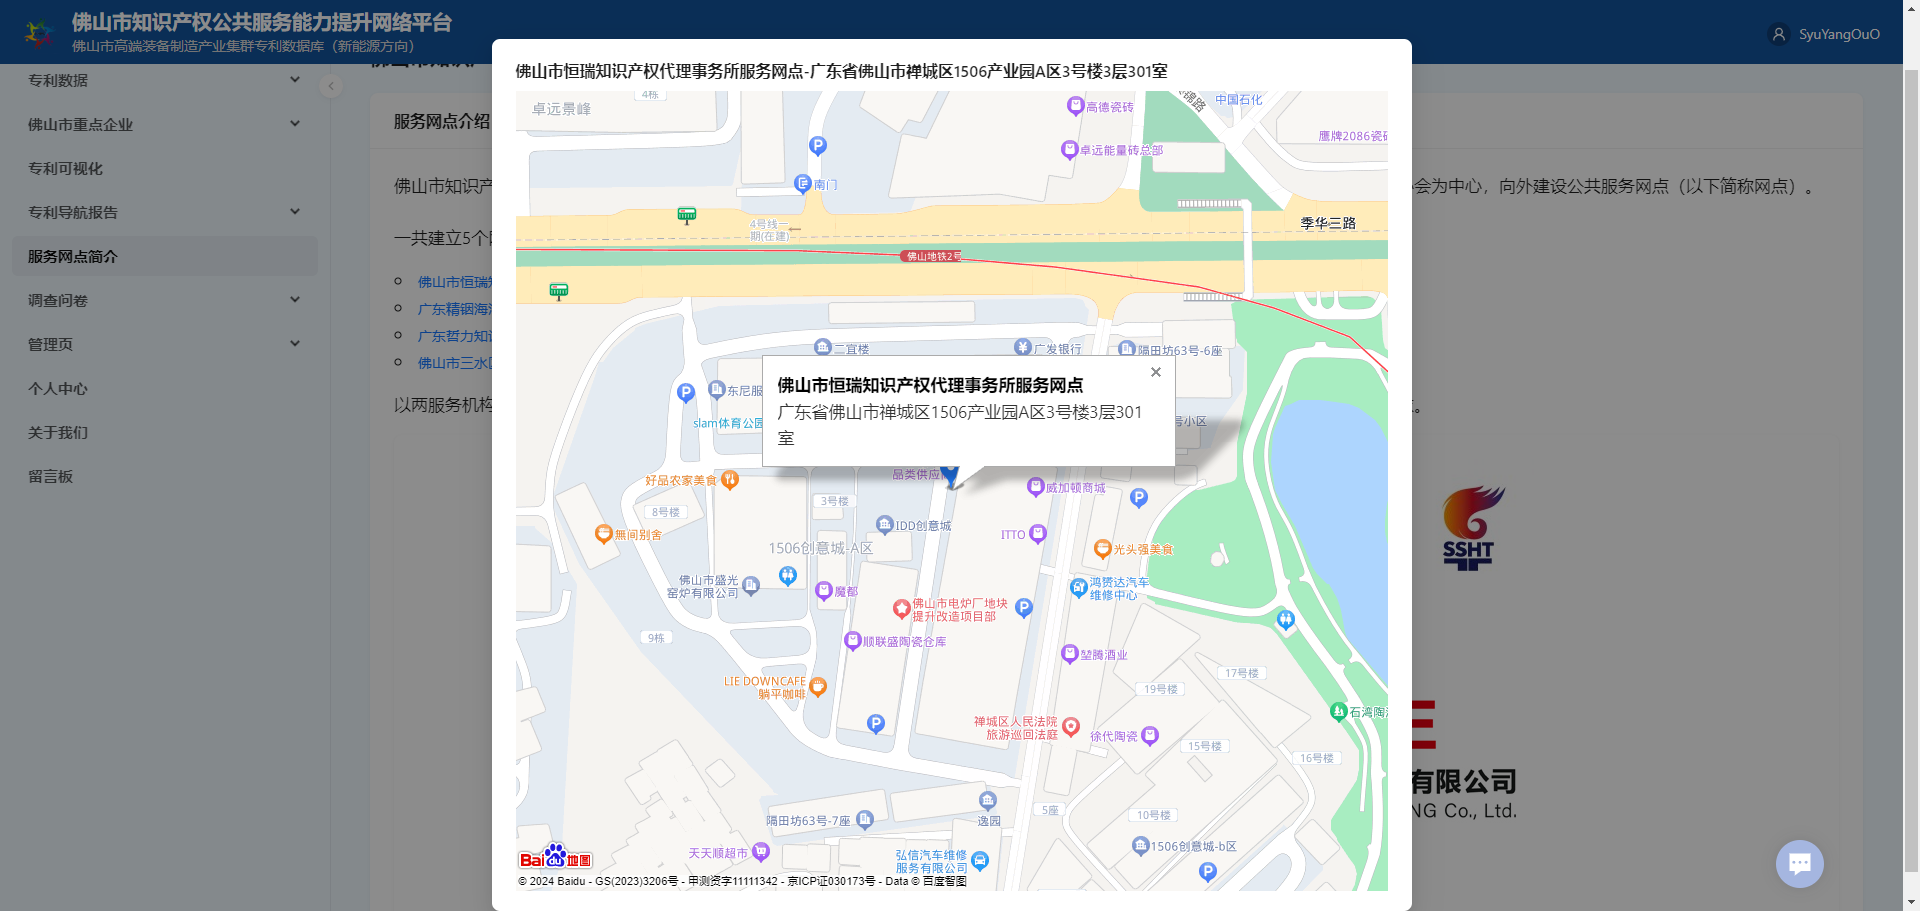 佛山市知识产权公共服务能力提升网络平台
佛山市高端装备制造产业集群专利数据库（新能源方向）
SyuYangOuO
专利数据
佛山市重点企业
专利可视化
专利导航报告
服务网点简介
调查问卷
管理页
个人中心
关于我们
留言板
服务网点介绍
佛山市知识产
会为中心，向外建设公共服务网点（以下简称网点）。
一共建立5个
佛山市恒瑞
广东精铟海
广东哲力知
佛山市三水
以两服务机构
佛山市恒瑞知识产权代理事务所服务网点-广东省佛山市禅城区1506产业园A区3号楼3层301室
4栋
卓远景峰
高德瓷砖
中国石化
鹰牌2086瓷砖
卓远能量砖总部
南门
4号线一
期(在建)
季华三路
佛山地铁2号
二宜楼
广发银行
隔田坊63号-6座
东尼服
slam体育公园
号小区
佛山市恒瑞知识产权代理事务所服务网点
广东省佛山市禅城区1506产业园A区3号楼3层301
室
品类供应
好品农家美食
威加顿商城
3号楼
8号楼
IDD创意城
無间别舍
ITTO
1506创意城-A区
光头强美食
佛山市盛光
窑炉有限公司
魔都
鸿赟达汽车
维修中心
佛山市电炉厂地块
提升改造项目部
9栋
顺联盛陶瓷仓库
堃腾酒业
LIE DOWNCAFE
躺平咖啡
17号楼
19号楼
石湾陶
禅城区人民法院
旅游巡回法庭
徐代陶瓷
15号楼
16号楼
5座
10号楼
隔田坊63号-7座
逸园
1506创意城-b区
天天顺超市
弘信汽车维修
服务有限公司
Bai du 地图
© 2024 Baidu - GS(2023)3206号 - 甲测资字11111342 - 京ICP证030173号 - Data © 百度智图
SSHT
有限公司
NG Co., Ltd.